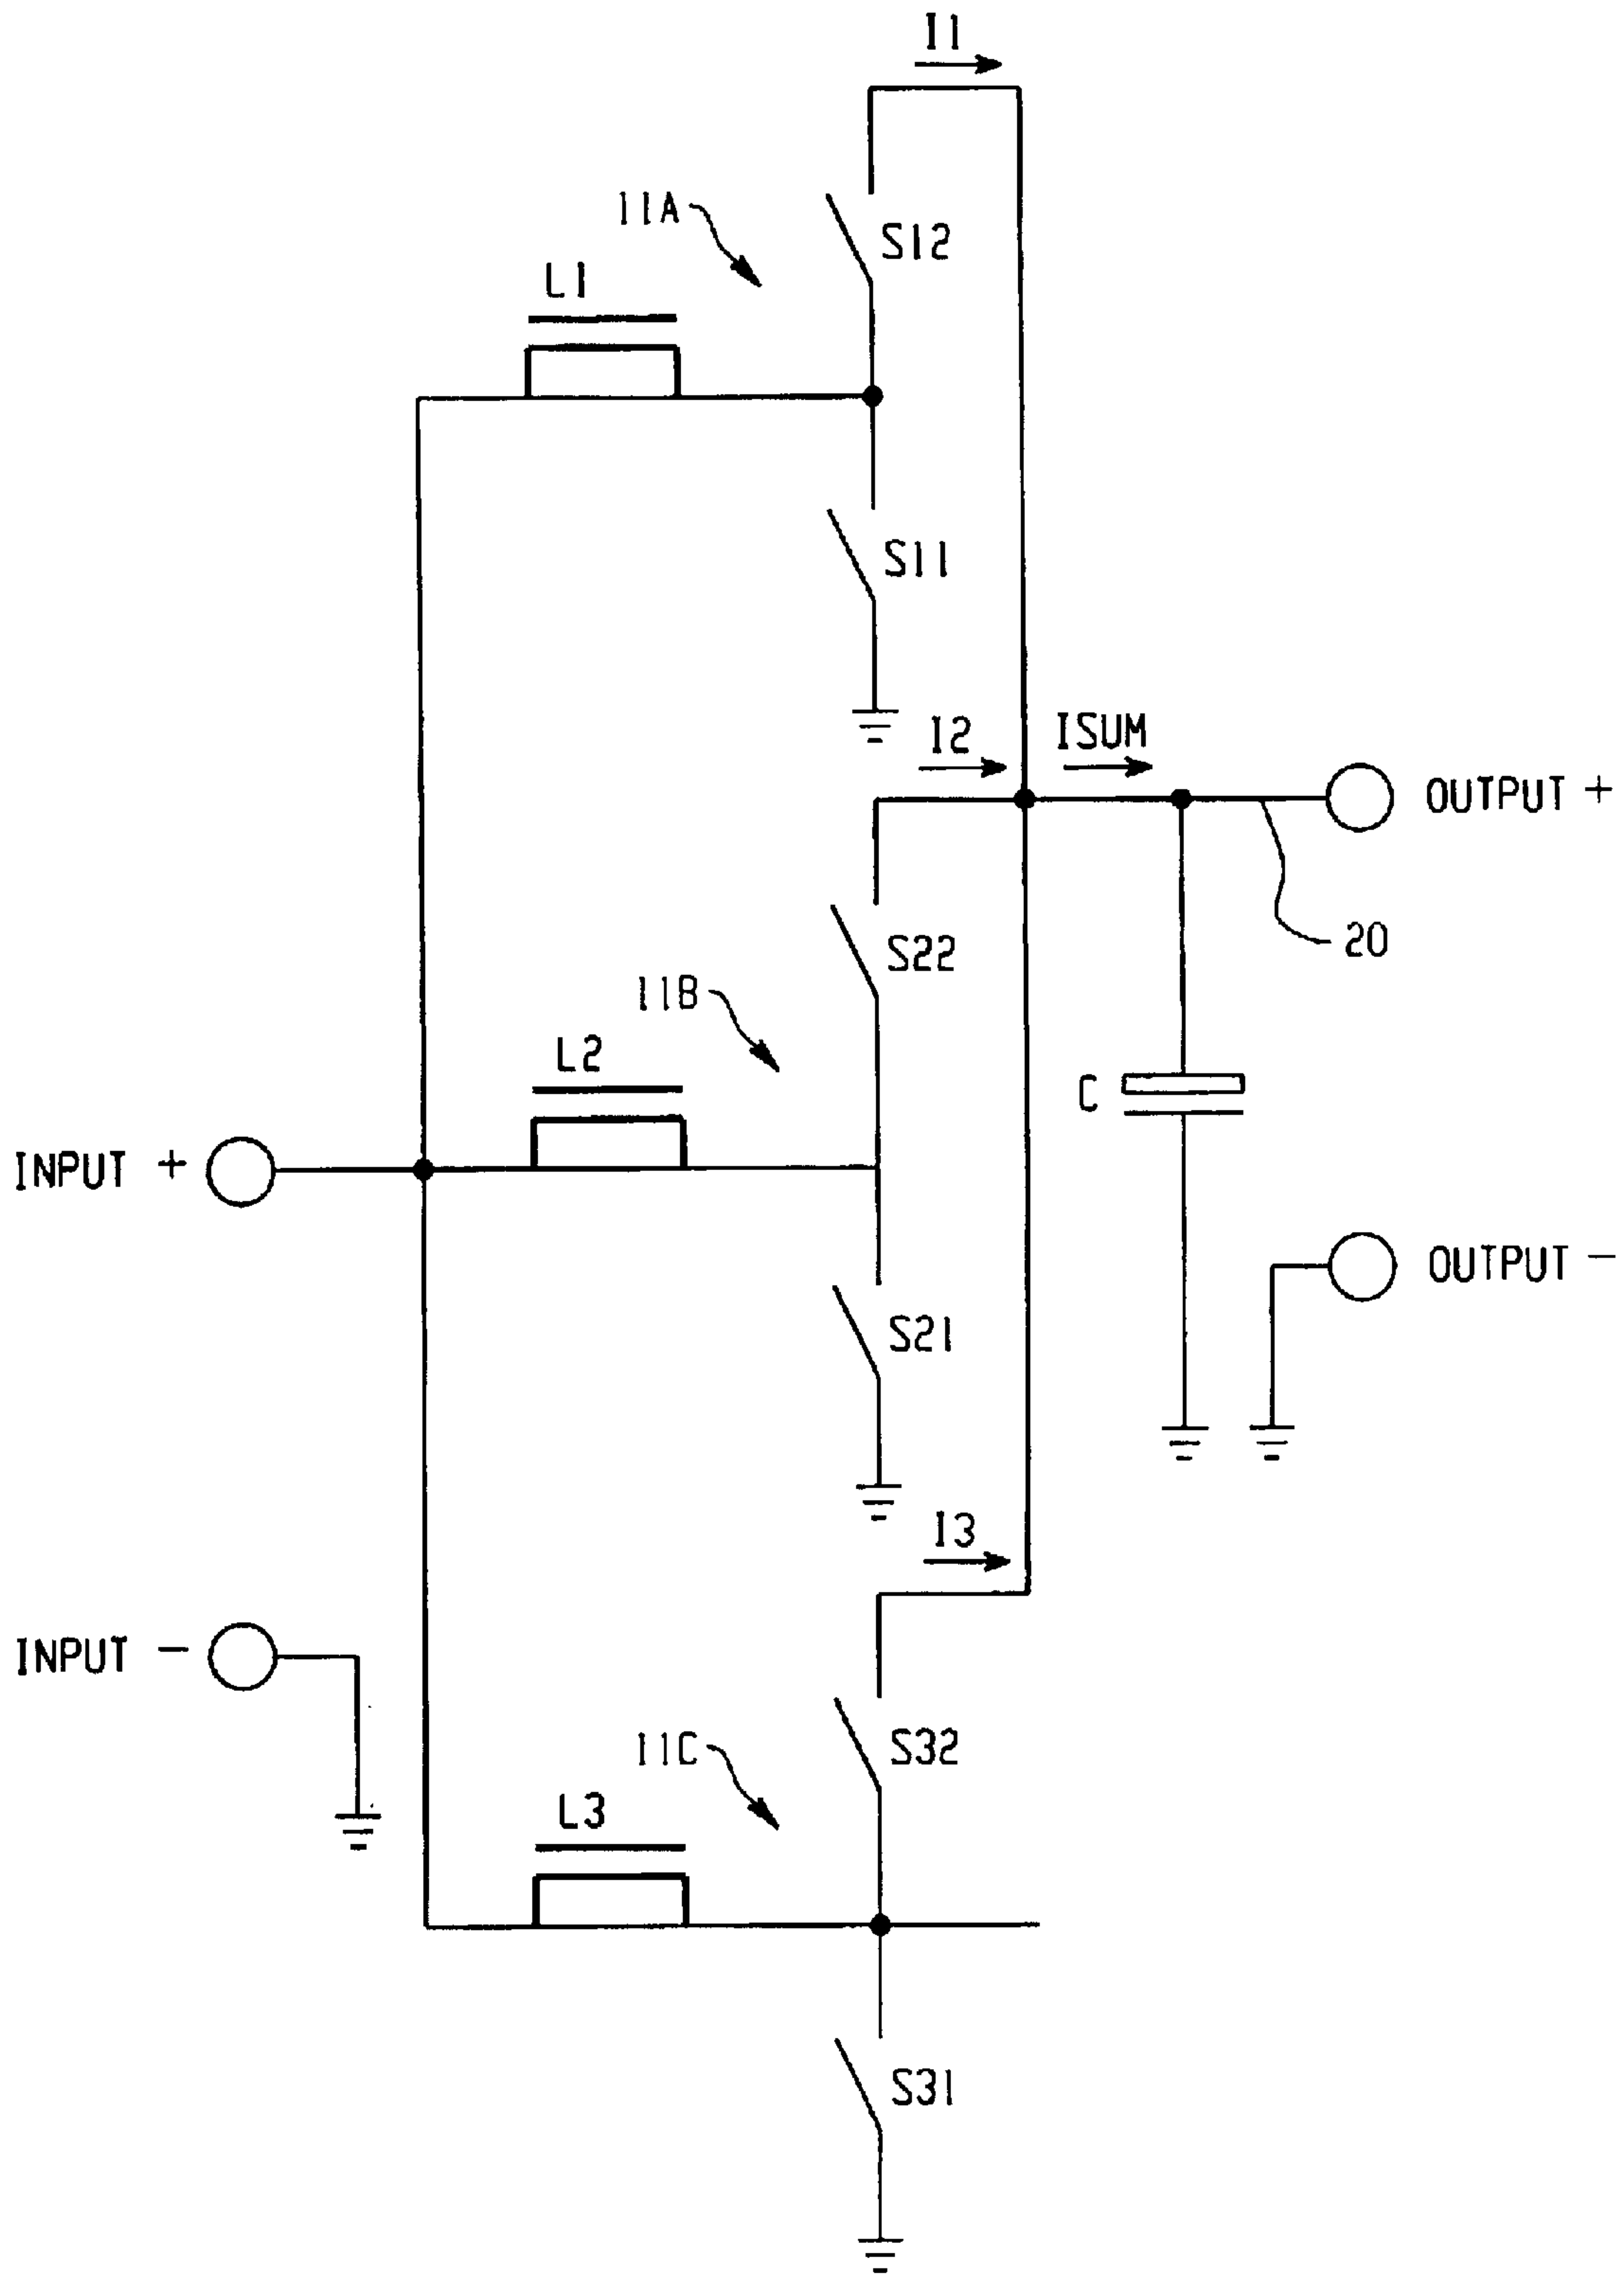 I1
11A
S12
L1
S11
I2
ISUM
OUTPUT +
20
S22
11B
L2
C
INPUT +
OUTPUT -
S21
I3
INPUT -
S32
11C
L3
S31